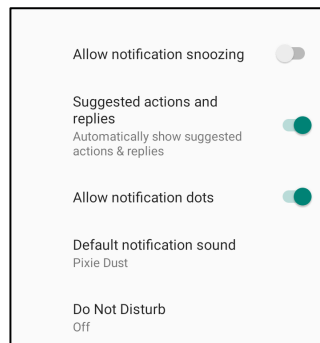 Allow notification snoozing
Suggested actions and
replies
Automatically show suggested
actions & replies
Allow notification dots
Default notification sound
Pixie Dust
Do Not Disturb
Off